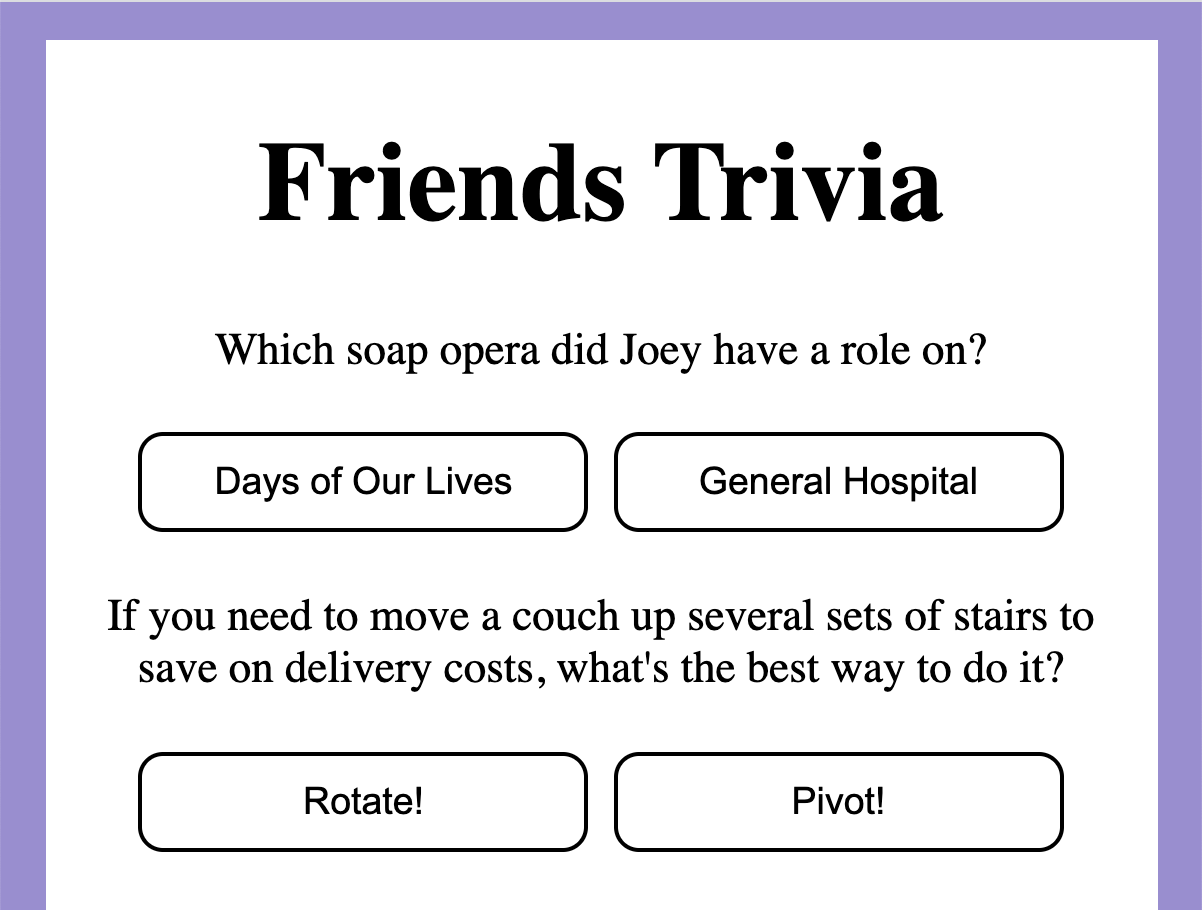 Friends Trivia
Which soap opera did Joey have a role on?
Days of Our Lives
General Hospital
If you need to move a couch up several sets of stairs to
save on delivery costs, what's the best way to do it?
Rotate!
Pivot!